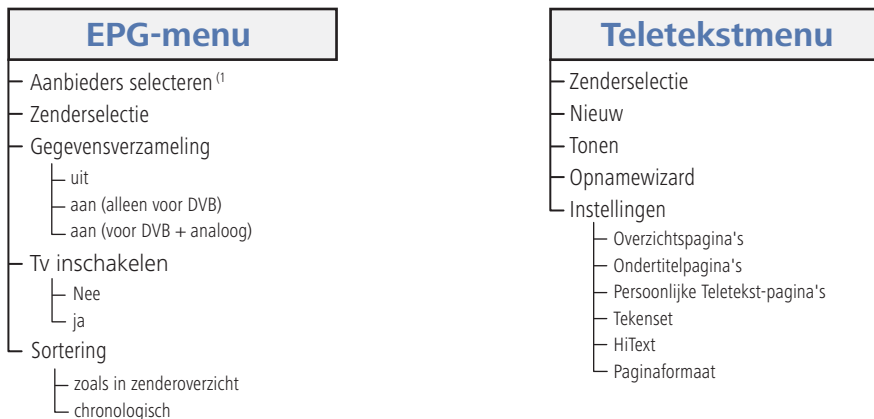 EPG-menu
Aanbieders selecteren (1
Zenderselectie
Gegevensverzameling
uit
aan (alleen voor DVB)
aan (voor DVB + analoog)
Tv inschakelen
Nee
ja
Sortering
zoals in zenderoverzicht
chronologisch
Teletekstmenu
Zenderselectie
Nieuw
Tonen
Opnamewizard
Instellingen
Overzichtspagina's
Ondertitelpagina's
Persoonlijke Teletekst-pagina's
Tekenset
HiText
Paginaformaat